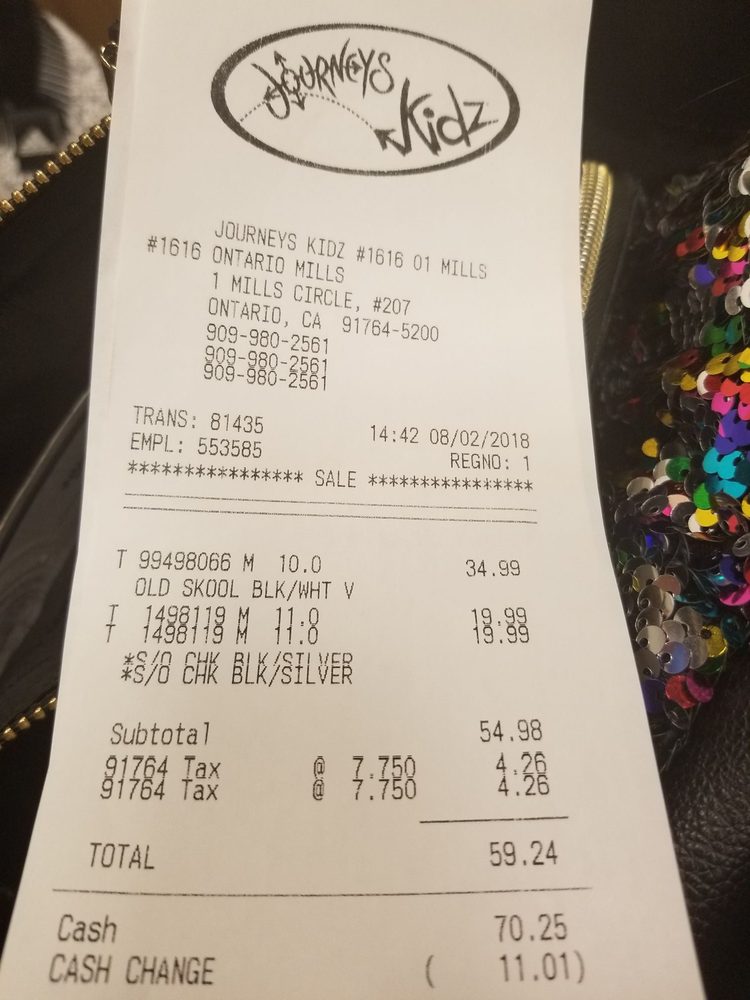 JOURNEYS Kidz
JOURNEYS KIDZ #1616 01 MILLS
#1616 ONTARIO MILLS
1 MILLS CIRCLE, #207
ONTARIO, CA 91764-5200
909-980-2561
909-980-2561
909-980-2561
TRANS: 81435 14:42 08/02/2018
EMPL: 553585 REGNO: 1
**************** SALE ****************
T 99498066 M 10.0 34.99
OLD SKOOL BLK/WHT V
T 1498119 M 11.0 19.99
T 1498119 M 11.0 19.99
*S/O CHK BLK/SILVER
*S/O CHK BLK/SILVER
Subtotal 54.98
91764 Tax @ 7.750 4.26
91764 Tax @ 7.750 4.26
TOTAL 59.24
Cash 70.25
CASH CHANGE ( 11.01)